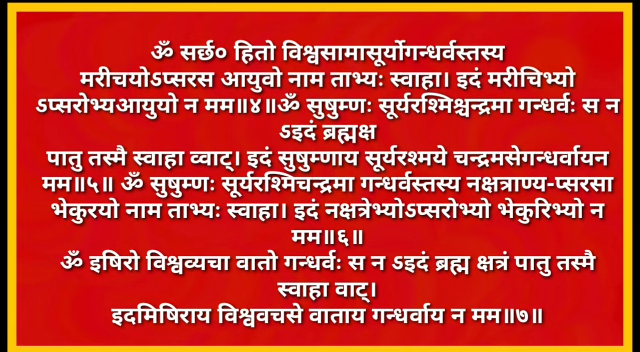 ॐ सर्छ० हितो विश्वसामासूर्योगन्धर्वस्तस्य
मरीचयोऽप्सरस आयुवो नाम ताभ्यः स्वाहा। इदं मरीचिभ्यो
ऽप्सरोभ्यआयुयो न मम॥४॥ॐ सुषुम्णः सूर्यरश्मिश्चन्द्रमा गन्धर्वः स न
ऽइदं ब्रह्मक्ष
पातु तस्मै स्वाहा व्वाट्। इदं सुषुम्णाय सूर्यरश्मये चन्द्रमसेगन्धर्वायन
मम॥५॥ ॐ सुषुम्णः सूर्यरश्मिचन्द्रमा गन्धर्वस्तस्य नक्षत्राण्य-प्सरसा
भेकुरयो नाम ताभ्यः स्वाहा। इदं नक्षत्रेभ्योऽप्सरोभ्यो भेकुरिभ्यो न
मम॥६॥
ॐ इषिरो विश्वव्यचा वातो गन्धर्वः स न ऽइदं ब्रह्म क्षत्रं पातु तस्मै
स्वाहा वाट्।
इदमिषिराय विश्ववचसे वाताय गन्धर्वाय न मम॥७॥